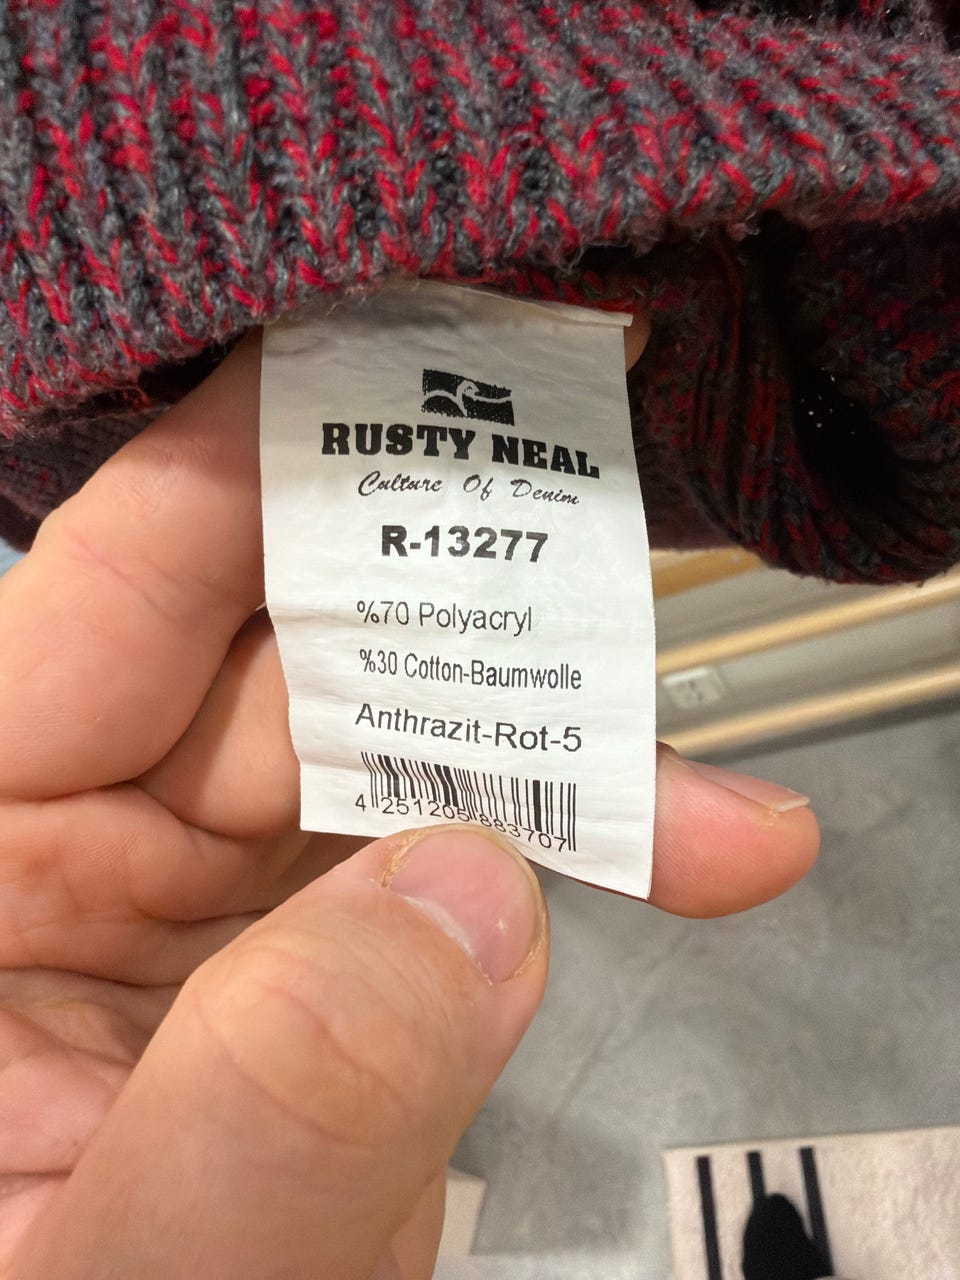 RUSTY NEAL
Culture Of Denim
R-13277
%70 Polyacryl
%30 Cotton-Baumwolle
Anthrazit-Rot-5
4 251205 883707